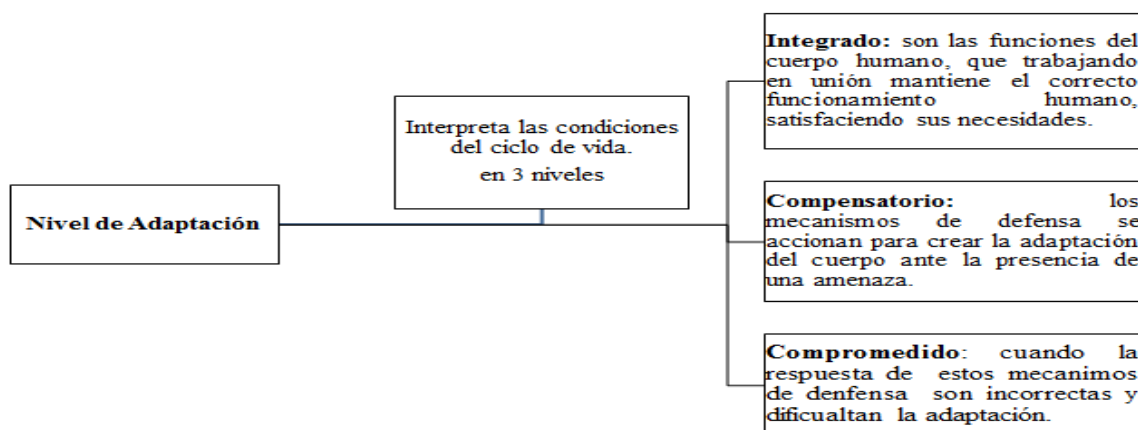 Nivel de Adaptación
Interpreta las condiciones
del ciclo de vida.
en 3 niveles
Integrado: son las funciones del
cuerpo humano, que trabajando
en unión mantiene el correcto
funcionamiento humano,
satisfaciendo sus necesidades.
Compensatorio: los
mecanismos de defensa se
accionan para crear la adaptación
del cuerpo ante la presencia de
una amenaza.
Compromedido: cuando la
respuesta de estos mecanimos
de denfensa son incorrectas y
dificualtan la adaptación.